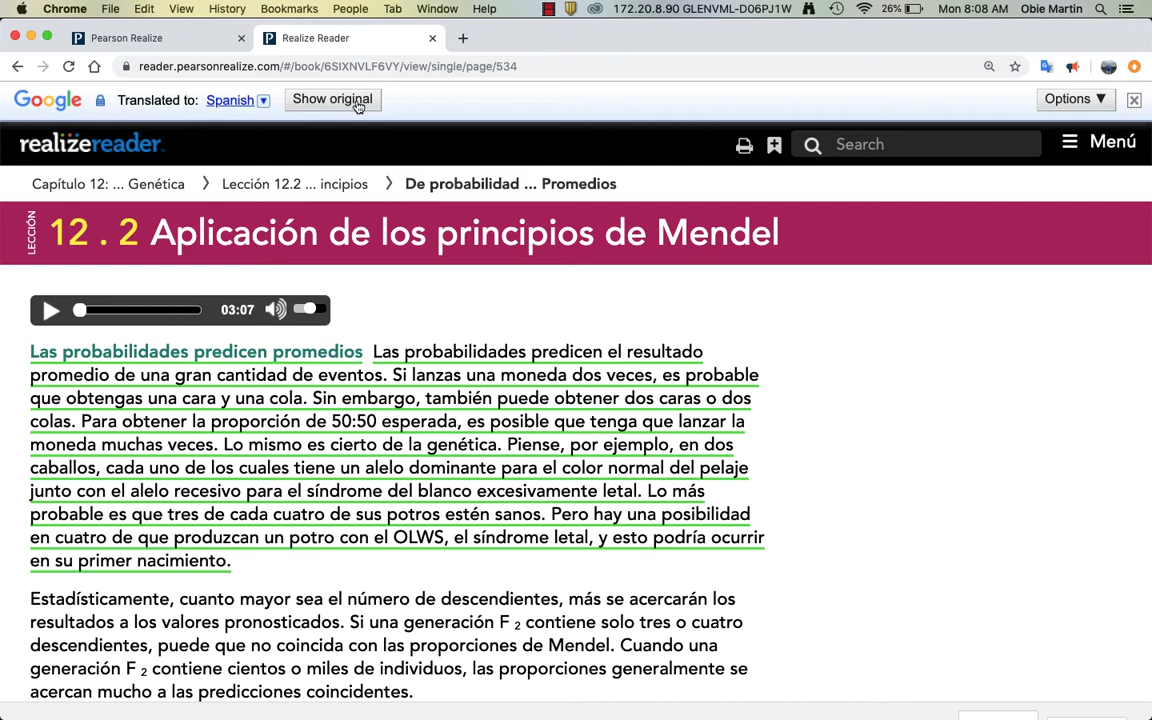 Chrome File Edit View History Bookmarks People Tab Window Help 172.20.8.90 GLENVML-D06PJ1W 26% Mon 8:08 AM Obie Martin
Pearson Realize Realize Reader
reader.pearsonrealize.com/#/book/6SIXNVLF6VY/view/single/page/534
Google Translated to: Spanish Show original Options ▼
realizereader. Search Menú
Capítulo 12: ... Genética Lección 12.2 ... incipios De probabilidad ... Promedios
LECCIÓN 12 . 2 Aplicación de los principios de Mendel
03:07
Las probabilidades predicen promedios Las probabilidades predicen el resultado
promedio de una gran cantidad de eventos. Si lanzas una moneda dos veces, es probable
que obtengas una cara y una cola. Sin embargo, también puede obtener dos caras o dos
colas. Para obtener la proporción de 50:50 esperada, es posible que tenga que lanzar la
moneda muchas veces. Lo mismo es cierto de la genética. Piense, por ejemplo, en dos
caballos, cada uno de los cuales tiene un alelo dominante para el color normal del pelaje
junto con el alelo recesivo para el síndrome del blanco excesivamente letal. Lo más
probable es que tres de cada cuatro de sus potros estén sanos. Pero hay una posibilidad
en cuatro de que produzcan un potro con el OLWS, el síndrome letal, y esto podría ocurrir
en su primer nacimiento.
Estadísticamente, cuanto mayor sea el número de descendientes, más se acercarán los
resultados a los valores pronosticados. Si una generación F 2 contiene solo tres o cuatro
descendientes, puede que no coincida con las proporciones de Mendel. Cuando una
generación F 2 contiene cientos o miles de individuos, las proporciones generalmente se
acercan mucho a las predicciones coincidentes.